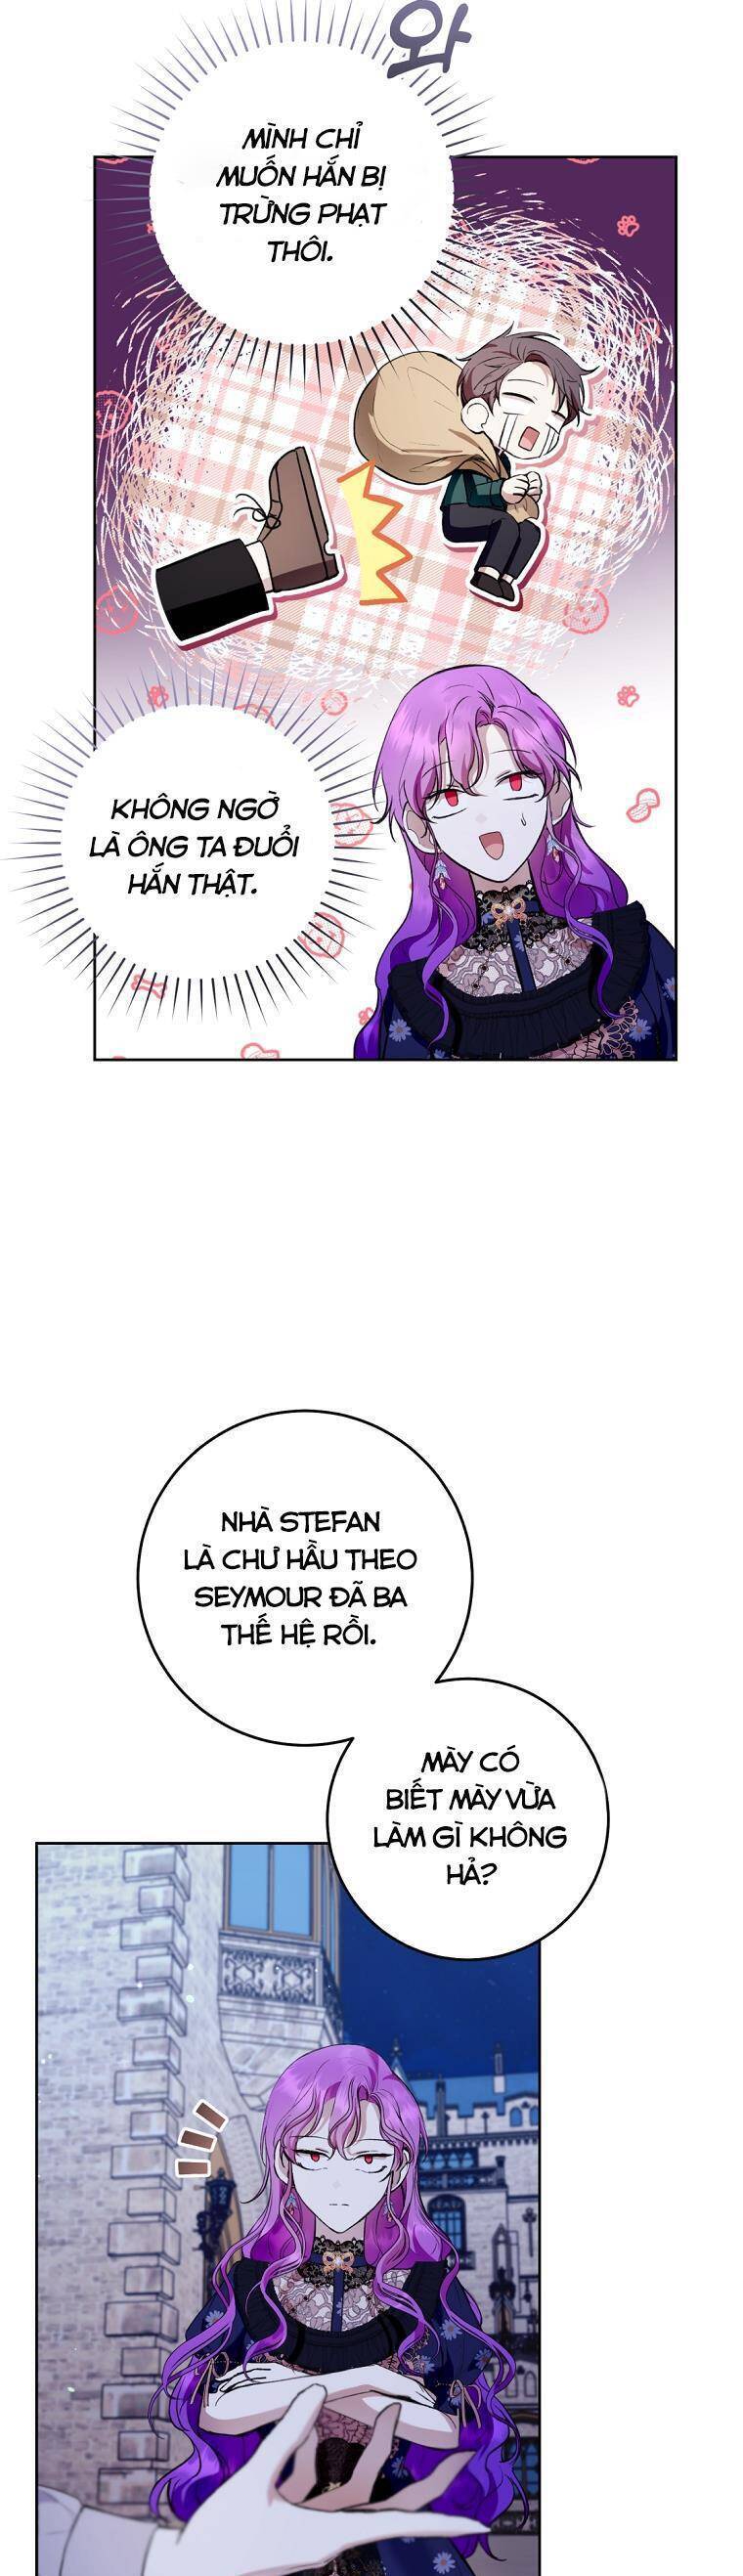 와
MÌNH CHỈ
MUỐN HẮN BỊ
TRỪNG PHẠT
THÔI.
KHÔNG NGỜ
LÀ ÔNG TA ĐUỔI
HẮN THẬT.
NHÀ STEFAN
LÀ CHƯ HẦU THEO
SEYMOUR ĐÃ BA
THẾ HỆ RỒI.
MÀY CÓ
BIẾT MÀY VỪA
LÀM GÌ KHÔNG
HẢ?